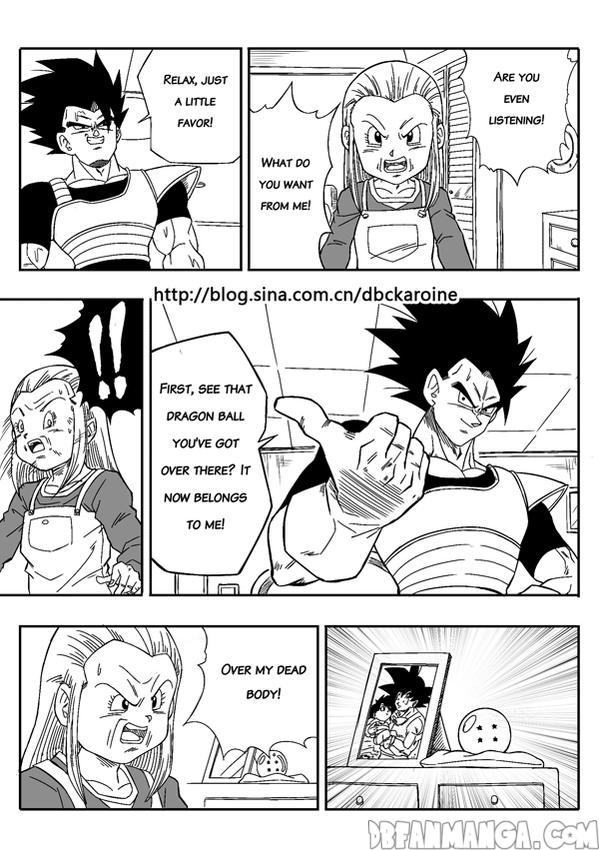 RELAX, JUST
A LITTLE
FAVOR!
ARE YOU
EVEN
LISTENING!
WHAT DO
YOU WANT
FROM ME!
http://blog.sina.com.cn/dbckaroine
!!
FIRST, SEE THAT
DRAGON BALL
YOU'VE GOT
OVER THERE? IT
NOW BELONGS
TO ME!
OVER MY DEAD
BODY!
DBFANMANGA.COM